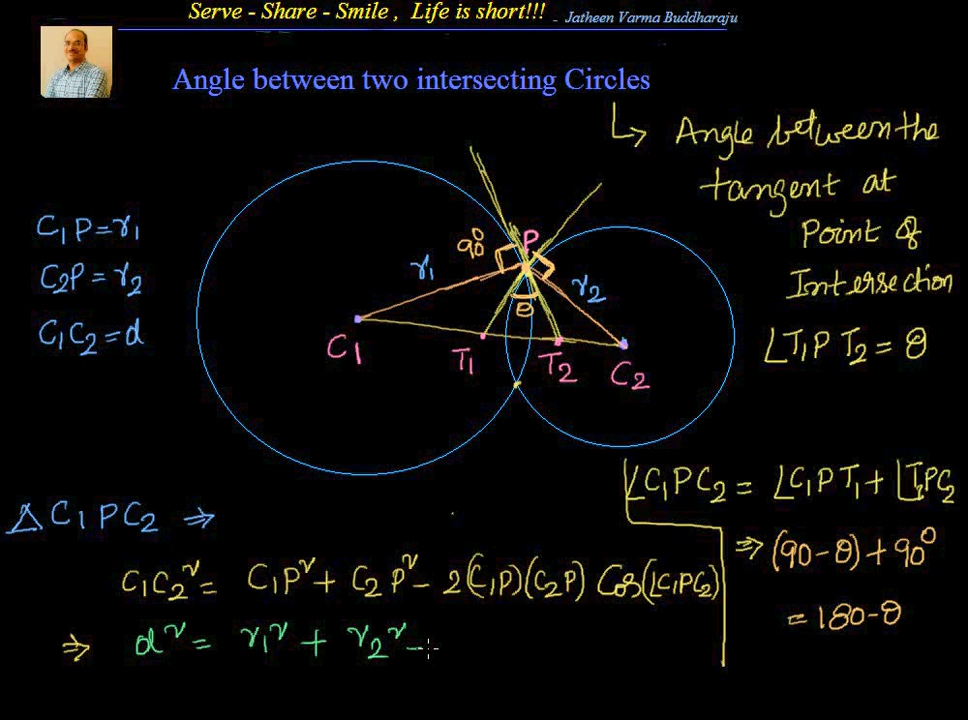 Serve - Share - Smile , Life is short!!! - Jatheen Varma Buddharaju
Angle between two intersecting Circles
↳ Angle between the
tangent at
Point of
Intersection
∠T1PT2 = θ
C1P = r1
C2P = r2
C1C2 = d
90°
P
r1
r2
θ
C1
T1
T2
C2
∠C1PC2 = ∠C1PT1 + ∠T2PC2
⇒ (90 - θ) + 90°
= 180 - θ
△ C1PC2 ⇒
C1C2² = C1P² + C2P² - 2(C1P)(C2P) Cos(∠C1PC2)
⇒ d² = r1² + r2² -